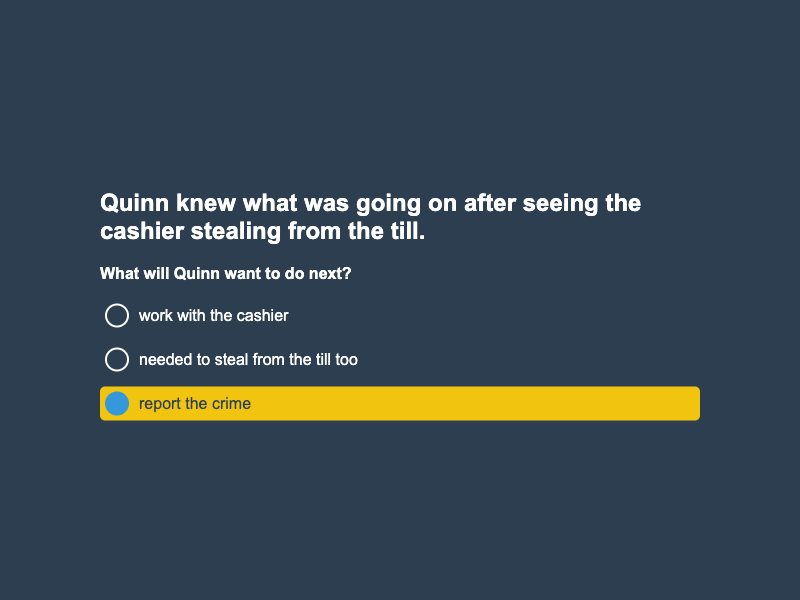 Quinn knew what was going on after seeing the
cashier stealing from the till.
What will Quinn want to do next?
work with the cashier
needed to steal from the till too
report the crime